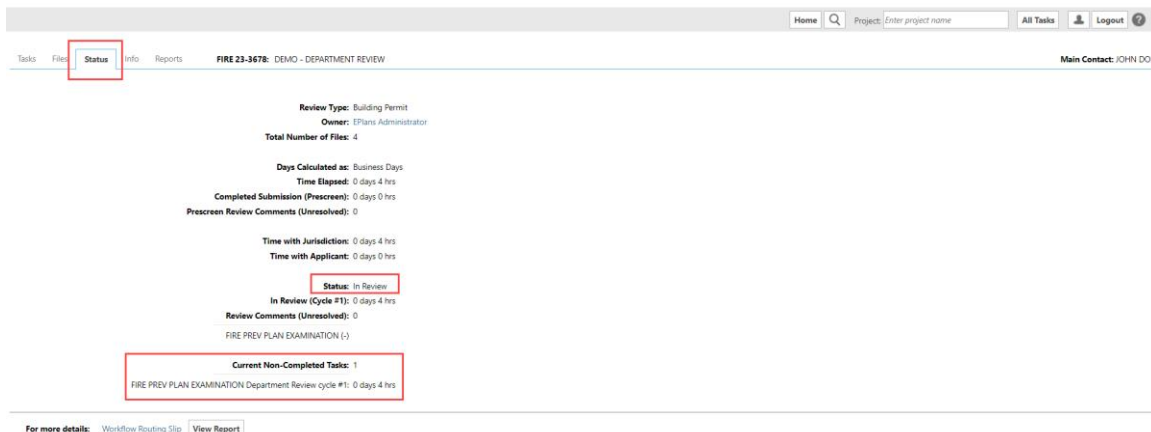 Home Project: Enter project name All Tasks Logout ?
Tasks Files Status Info Reports FIRE 23-3678: DEMO - DEPARTMENT REVIEW Main Contact: JOHN DO
Review Type: Building Permit
Owner: EPlans Administrator
Total Number of Files: 4
Days Calculated as: Business Days
Time Elapsed: 0 days 4 hrs
Completed Submission (Prescreen): 0 days 0 hrs
Prescreen Review Comments (Unresolved): 0
Time with Jurisdiction: 0 days 4 hrs
Time with Applicant: 0 days 0 hrs
Status: In Review
In Review (Cycle #1): 0 days 4 hrs
Review Comments (Unresolved): 0
FIRE PREV PLAN EXAMINATION (-)
Current Non-Completed Tasks: 1
FIRE PREV PLAN EXAMINATION Department Review cycle #1: 0 days 4 hrs
For more details: Workflow Routing Slip View Report